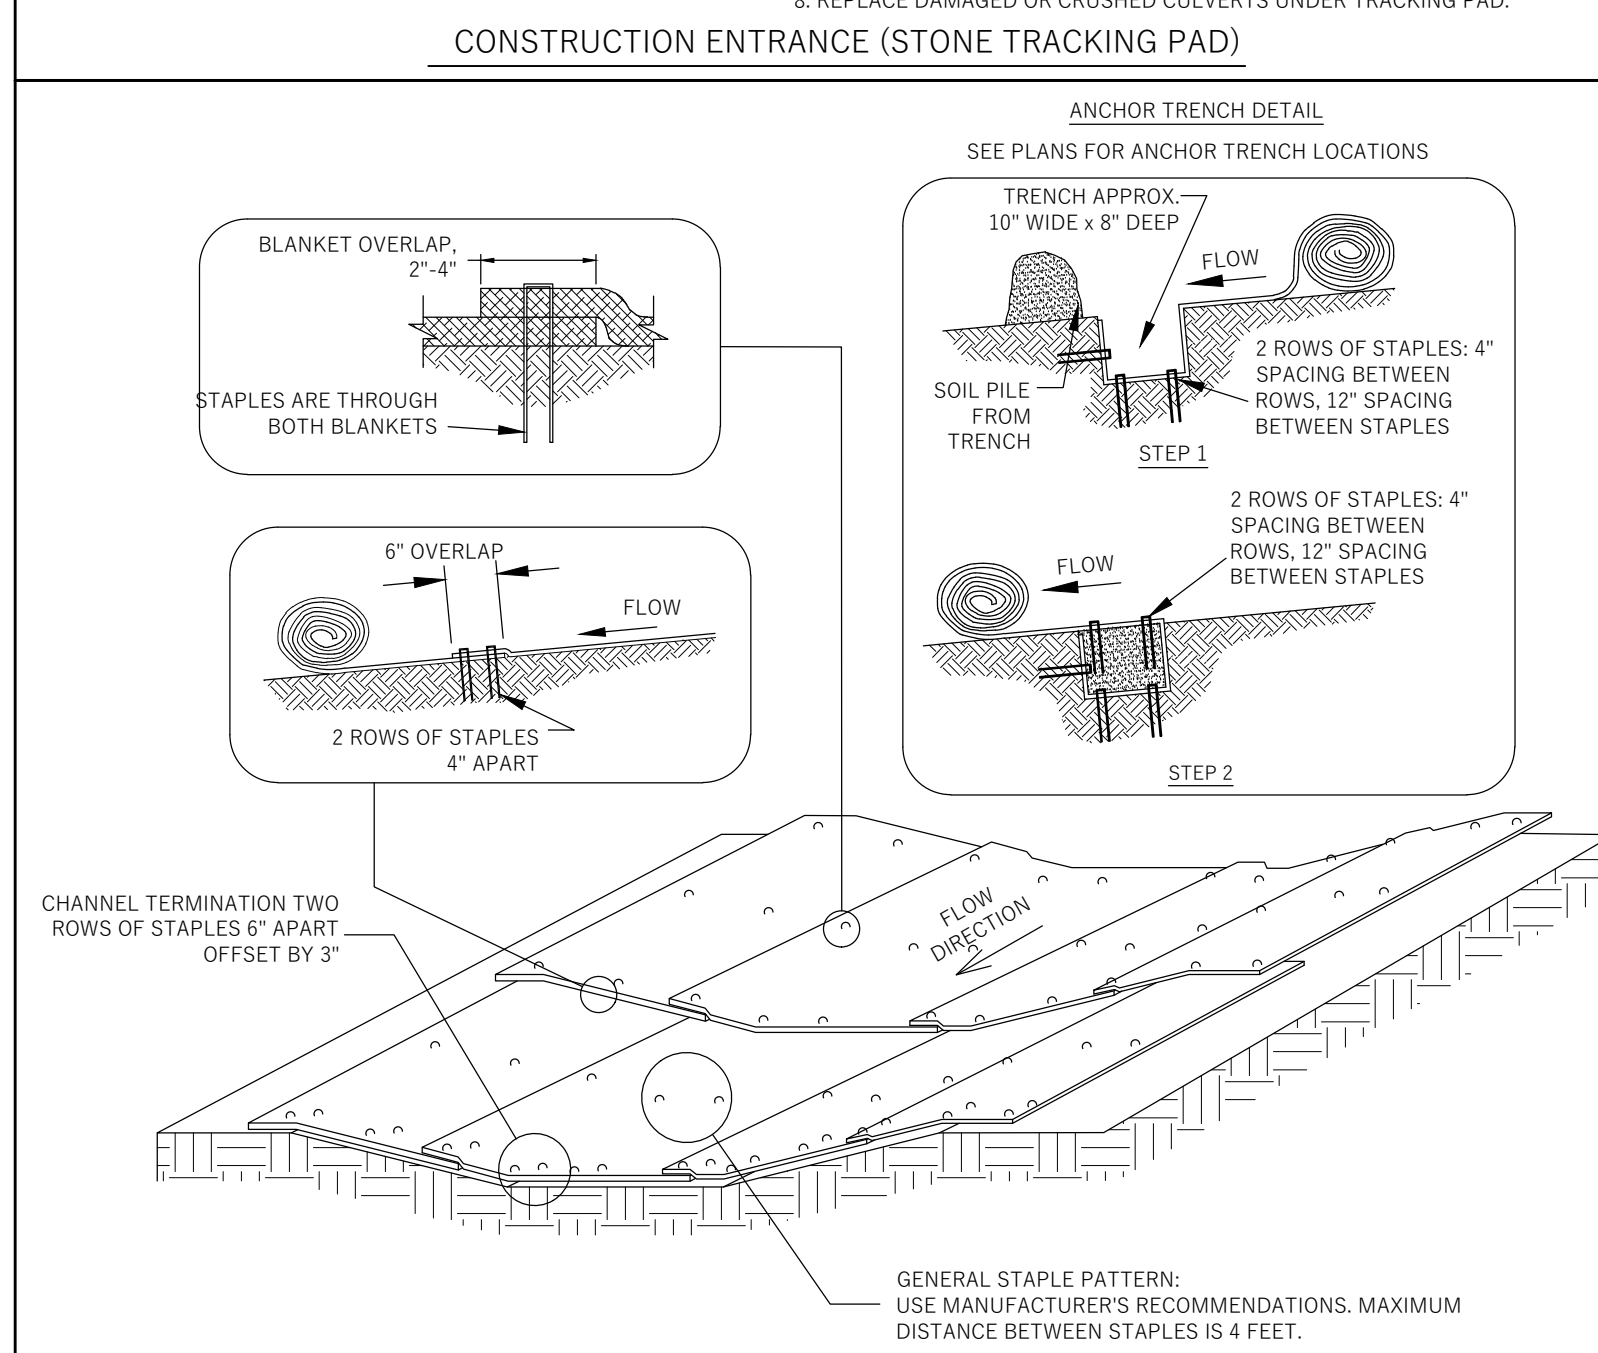 8. REPLACE DAMAGED OR CRUSHED CULVERTS UNDER TRACKING PAD.
CONSTRUCTION ENTRANCE (STONE TRACKING PAD)
ANCHOR TRENCH DETAIL
SEE PLANS FOR ANCHOR TRENCH LOCATIONS
TRENCH APPROX.
10" WIDE x 8" DEEP
FLOW
SOIL PILE
FROM
TRENCH
2 ROWS OF STAPLES: 4"
SPACING BETWEEN
ROWS, 12" SPACING
BETWEEN STAPLES
STEP 1
2 ROWS OF STAPLES: 4"
SPACING BETWEEN
ROWS, 12" SPACING
BETWEEN STAPLES
FLOW
STEP 2
BLANKET OVERLAP,
2"-4"
STAPLES ARE THROUGH
BOTH BLANKETS
6" OVERLAP
FLOW
2 ROWS OF STAPLES
4" APART
CHANNEL TERMINATION TWO
ROWS OF STAPLES 6" APART
OFFSET BY 3"
FLOW
DIRECTION
GENERAL STAPLE PATTERN:
USE MANUFACTURER'S RECOMMENDATIONS. MAXIMUM
DISTANCE BETWEEN STAPLES IS 4 FEET.